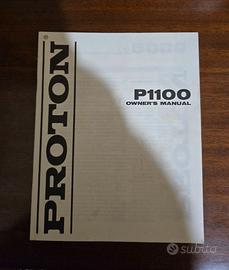 PROTON
®
P1100
OWNER'S MANUAL
subito